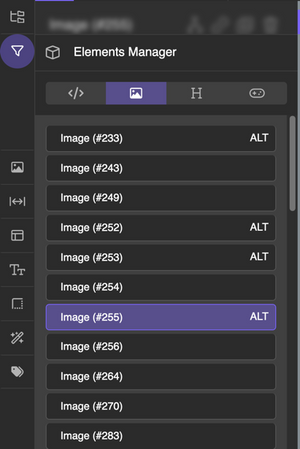 Image (#255)
Elements Manager
</>
H
Image (#233) ALT
Image (#243)
Image (#249)
Image (#252) ALT
Image (#253) ALT
Image (#254)
Image (#255) ALT
Image (#256)
Image (#264)
Tт
Image (#270)
Image (#283)